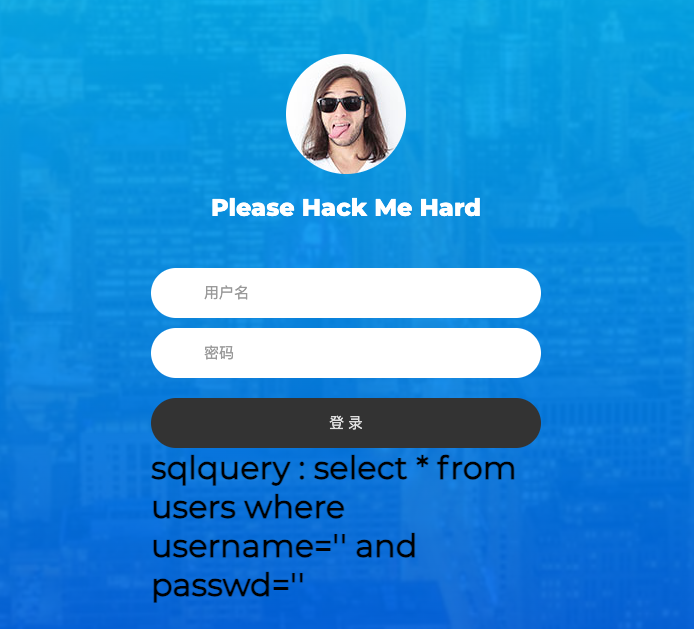 Please Hack Me Hard
用户名
密码
登 录
sqlquery : select * from
users where
username='' and
passwd=''